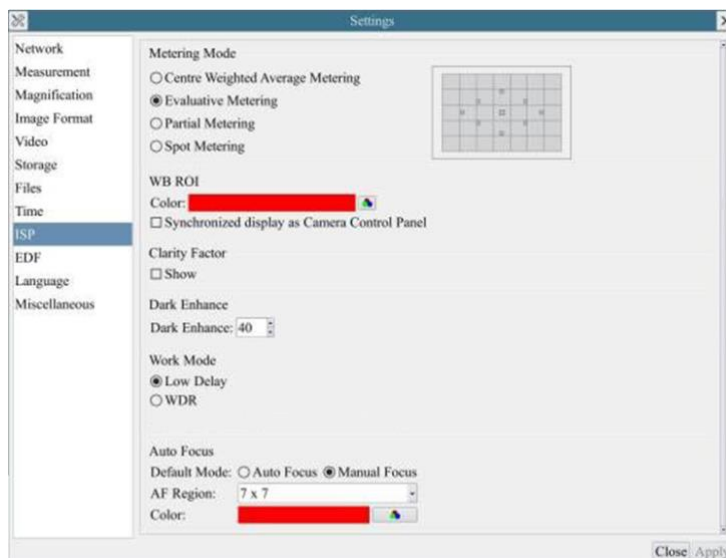 Settings
Network
Measurement
Magnification
Image Format
Video
Storage
Files
Time
ISP
EDF
Language
Miscellaneous
Metering Mode
Centre Weighted Average Metering
Evaluative Metering
Partial Metering
Spot Metering
WB ROI
Color:
Synchronized display as Camera Control Panel
Clarity Factor
Show
Dark Enhance
Dark Enhance: 40
Work Mode
Low Delay
WDR
Auto Focus
Default Mode: Auto Focus Manual Focus
AF Region: 7 x 7
Color:
Close Apply